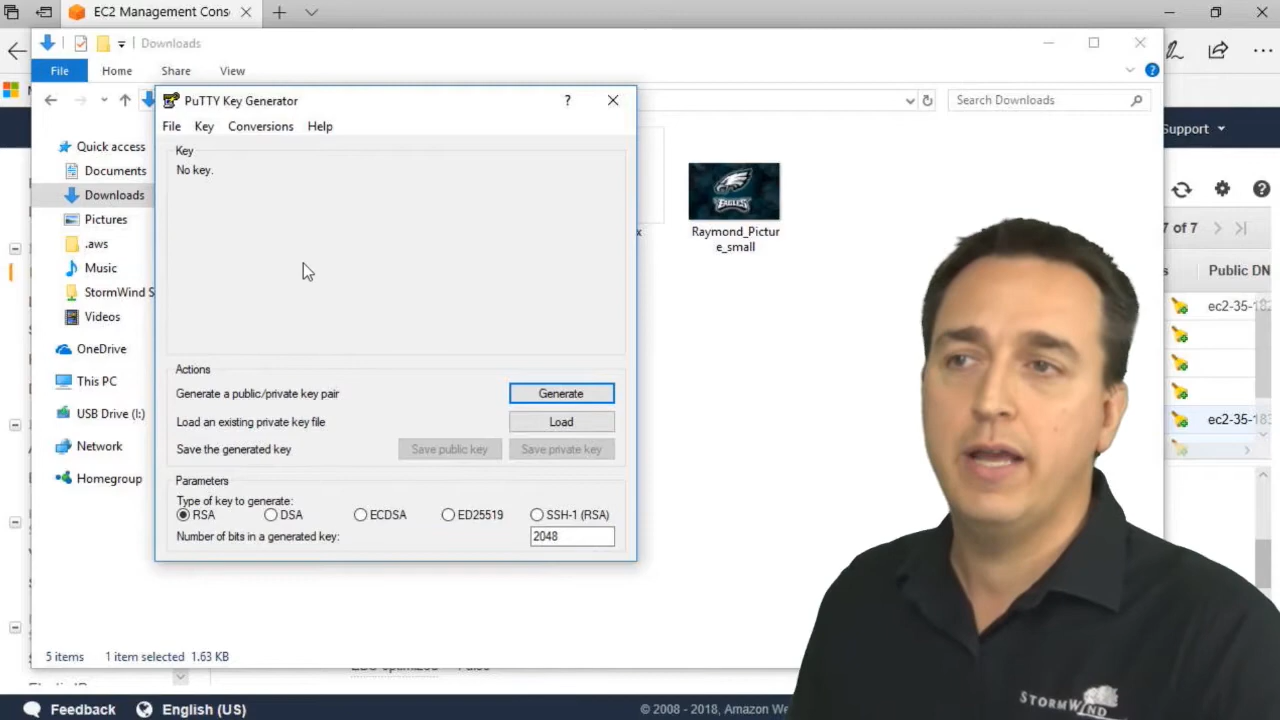 EC2 Management Cons
Downloads
File Home Share View
PuTTY Key Generator
Search Downloads
Support
File Key Conversions Help
Quick access
Documents
Downloads
Pictures
.aws
Music
StormWind S
Videos
OneDrive
This PC
USB Drive (I:)
Network
Homegroup
Key
No key.
Actions
Generate a public/private key pair
Generate
Load an existing private key file
Load
Save the generated key
Save public key
Save private key
Parameters
Type of key to generate:
RSA DSA ECDSA ED25519 SSH-1 (RSA)
Number of bits in a generated key:
2048
EAGLES
Raymond_Pictur
e_small
x
7 of 7
s Public DN
ec2-35-182
ec2-35-183
5 items 1 item selected 1.63 KB
Feedback English (US)
© 2008 - 2018, Amazon We
STORMWIND